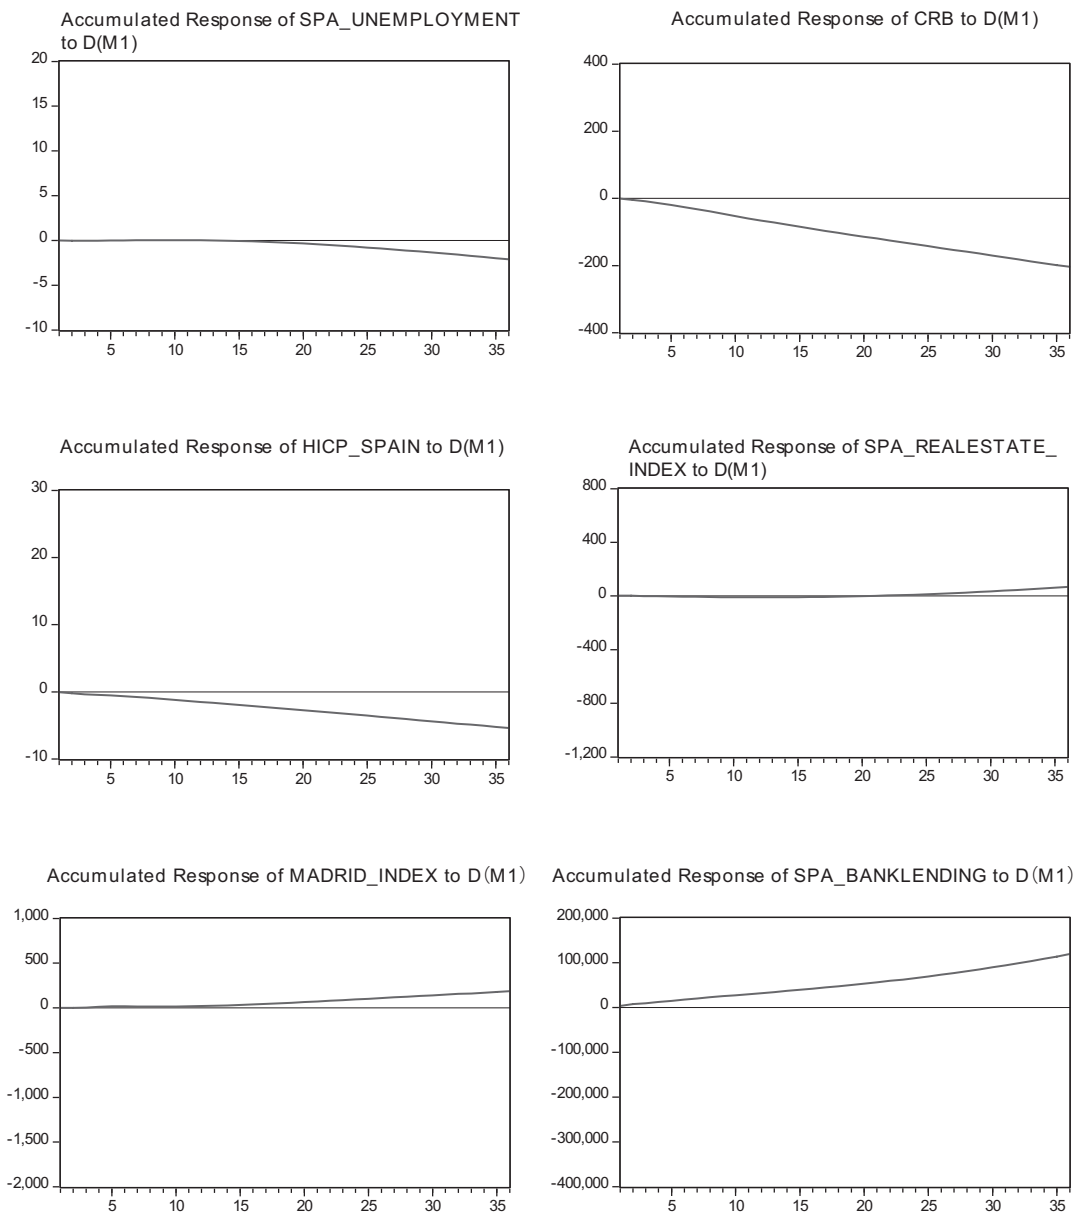 Accumulated Response of SPA_UNEMPLOYMENT
to D(M1)
20
15
10
5
0
-5
-10
5 10 15 20 25 30 35
Accumulated Response of CRB to D(M1)
400
200
0
-200
-400
5 10 15 20 25 30 35
Accumulated Response of HICP_SPAIN to D(M1)
30
20
10
0
-10
5 10 15 20 25 30 35
Accumulated Response of SPA_REALESTATE_
INDEX to D(M1)
800
400
0
-400
-800
-1,200
5 10 15 20 25 30 35
Accumulated Response of MADRID_INDEX to D(M1)
1,000
500
0
-500
-1,000
-1,500
-2,000
5 10 15 20 25 30 35
Accumulated Response of SPA_BANKLENDING to D(M1)
200,000
100,000
0
-100,000
-200,000
-300,000
-400,000
5 10 15 20 25 30 35